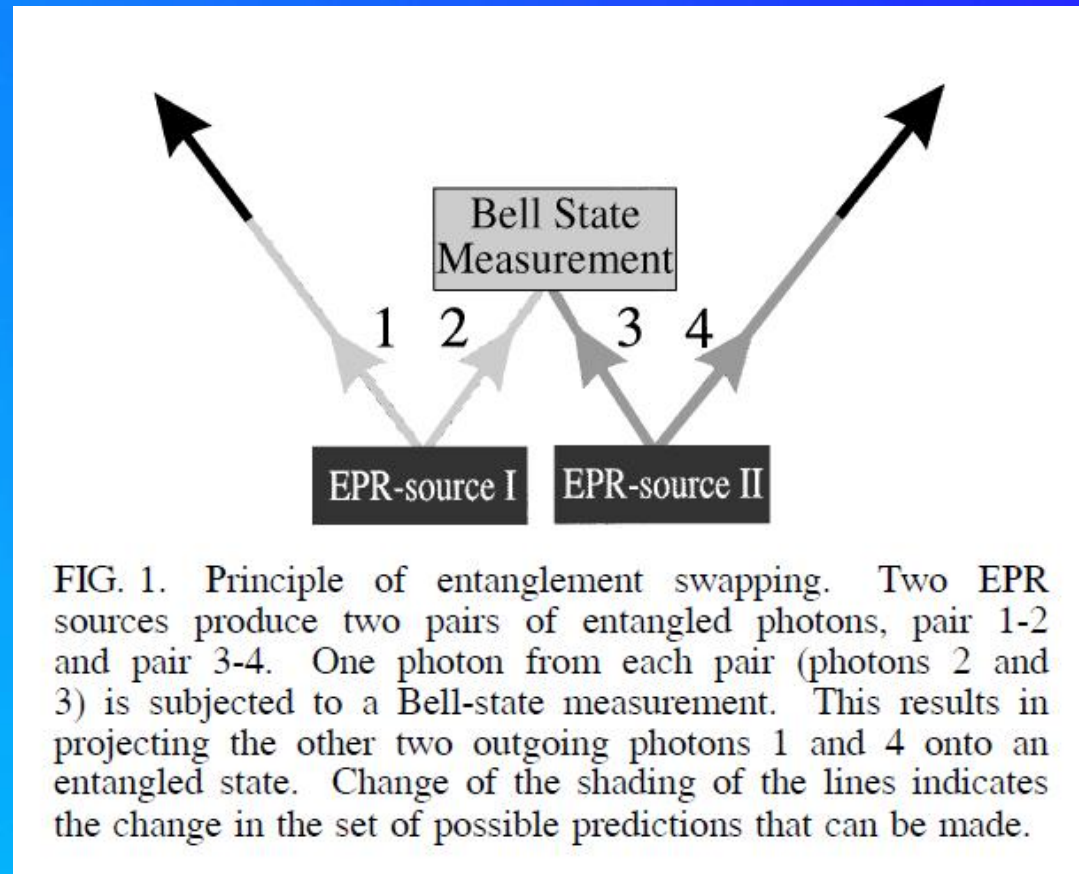 Bell State
Measurement
1 2 3 4
EPR-source I EPR-source II
FIG. 1. Principle of entanglement swapping. Two EPR
sources produce two pairs of entangled photons, pair 1-2
and pair 3-4. One photon from each pair (photons 2 and
3) is subjected to a Bell-state measurement. This results in
projecting the other two outgoing photons 1 and 4 onto an
entangled state. Change of the shading of the lines indicates
the change in the set of possible predictions that can be made.